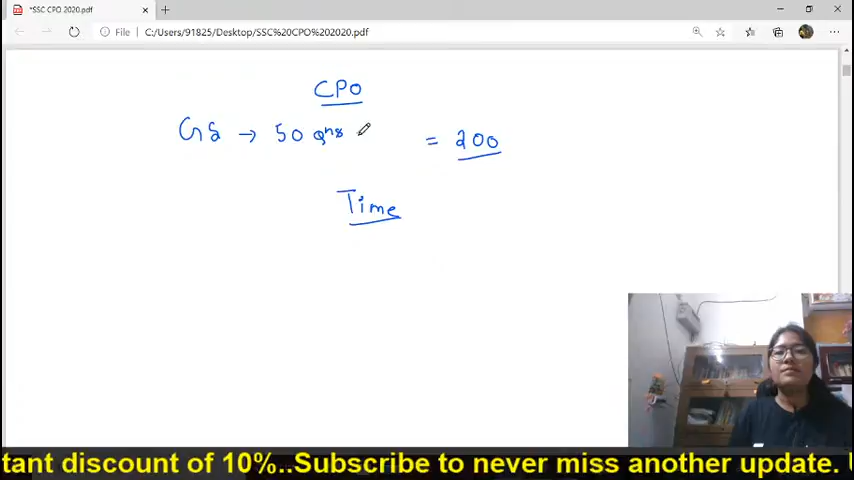 *SSC CPO 2020.pdf
File | C:/Users/91825/Desktop/SSC%20CPO%202020.pdf
CPO
GS → 50 qns = 200
Time
tant discount of 10%..Subscribe to never miss another update. U